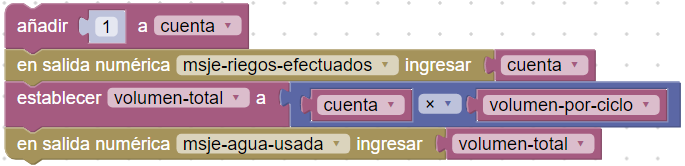 añadir 1 a cuenta
en salida numérica msje-riegos-efectuados ingresar cuenta
establecer volumen-total a cuenta × volumen-por-ciclo
en salida numérica msje-agua-usada ingresar volumen-total